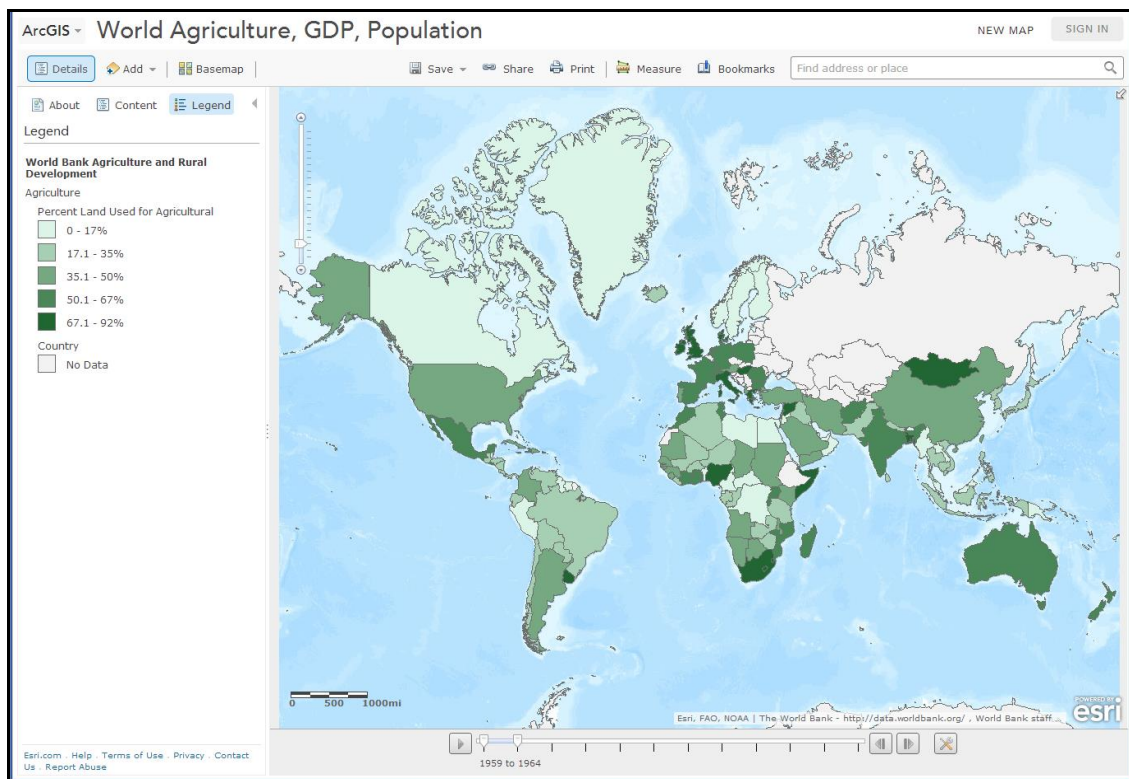 ArcGIS World Agriculture, GDP, Population NEW MAP SIGN IN
Details Add Basemap Save Share Print Measure Bookmarks Find address or place
About Content Legend
Legend
World Bank Agriculture and Rural
Development
Agriculture
Percent Land Used for Agricultural
0 - 17%
17.1 - 35%
35.1 - 50%
50.1 - 67%
67.1 - 92%
Country
No Data
0 500 1000mi
Esri, FAO, NOAA | The World Bank - http://data.worldbank.org/ , World Bank staff...
POWERED BY
esri
1959 to 1964
Esri.com . Help . Terms of Use . Privacy . Contact
Us . Report Abuse